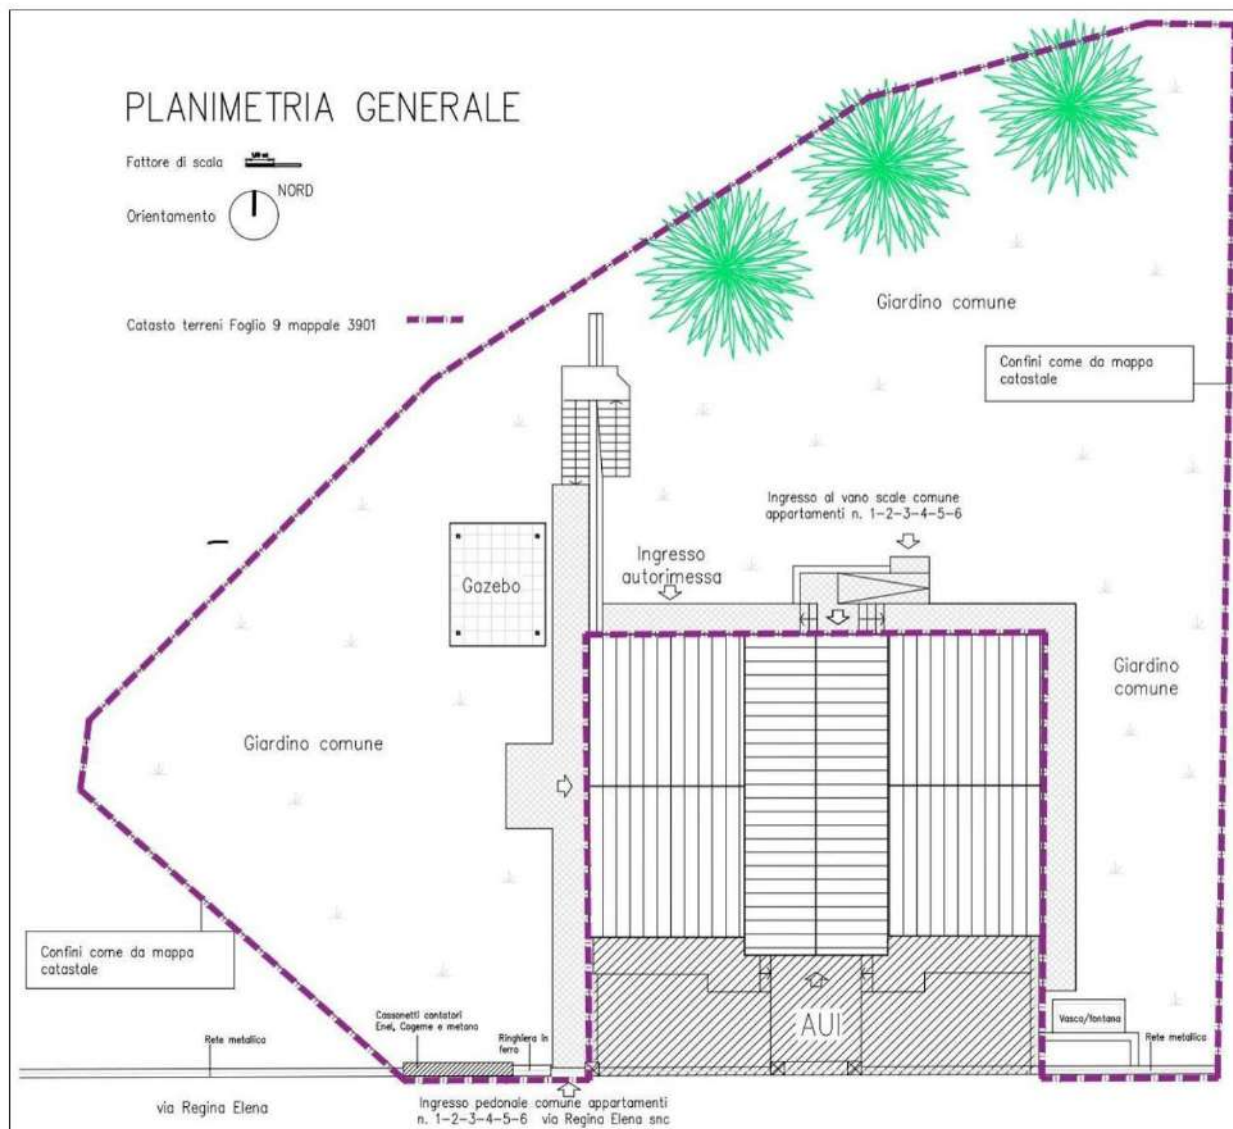 PLANIMETRIA GENERALE
Fattore di scala
NORD
Orientamento
Catasto terreni Foglio 9 mappale 3901
Giardino comune
Confini come da mappa
catastale
Ingresso al vano scale comune
appartamenti n. 1-2-3-4-5-6
Ingresso
autorimessa
Gazebo
Giardino
comune
Giardino comune
Confini come da mappa
catastale
Cassonetti contatori
Enel, Cogeme e metano
Ringhiera in
ferro
Rete metallica
AUI
Vasca/fontana
Rete metallica
via Regina Elena
Ingresso pedonale comune appartamenti
n. 1-2-3-4-5-6 via Regina Elena snc